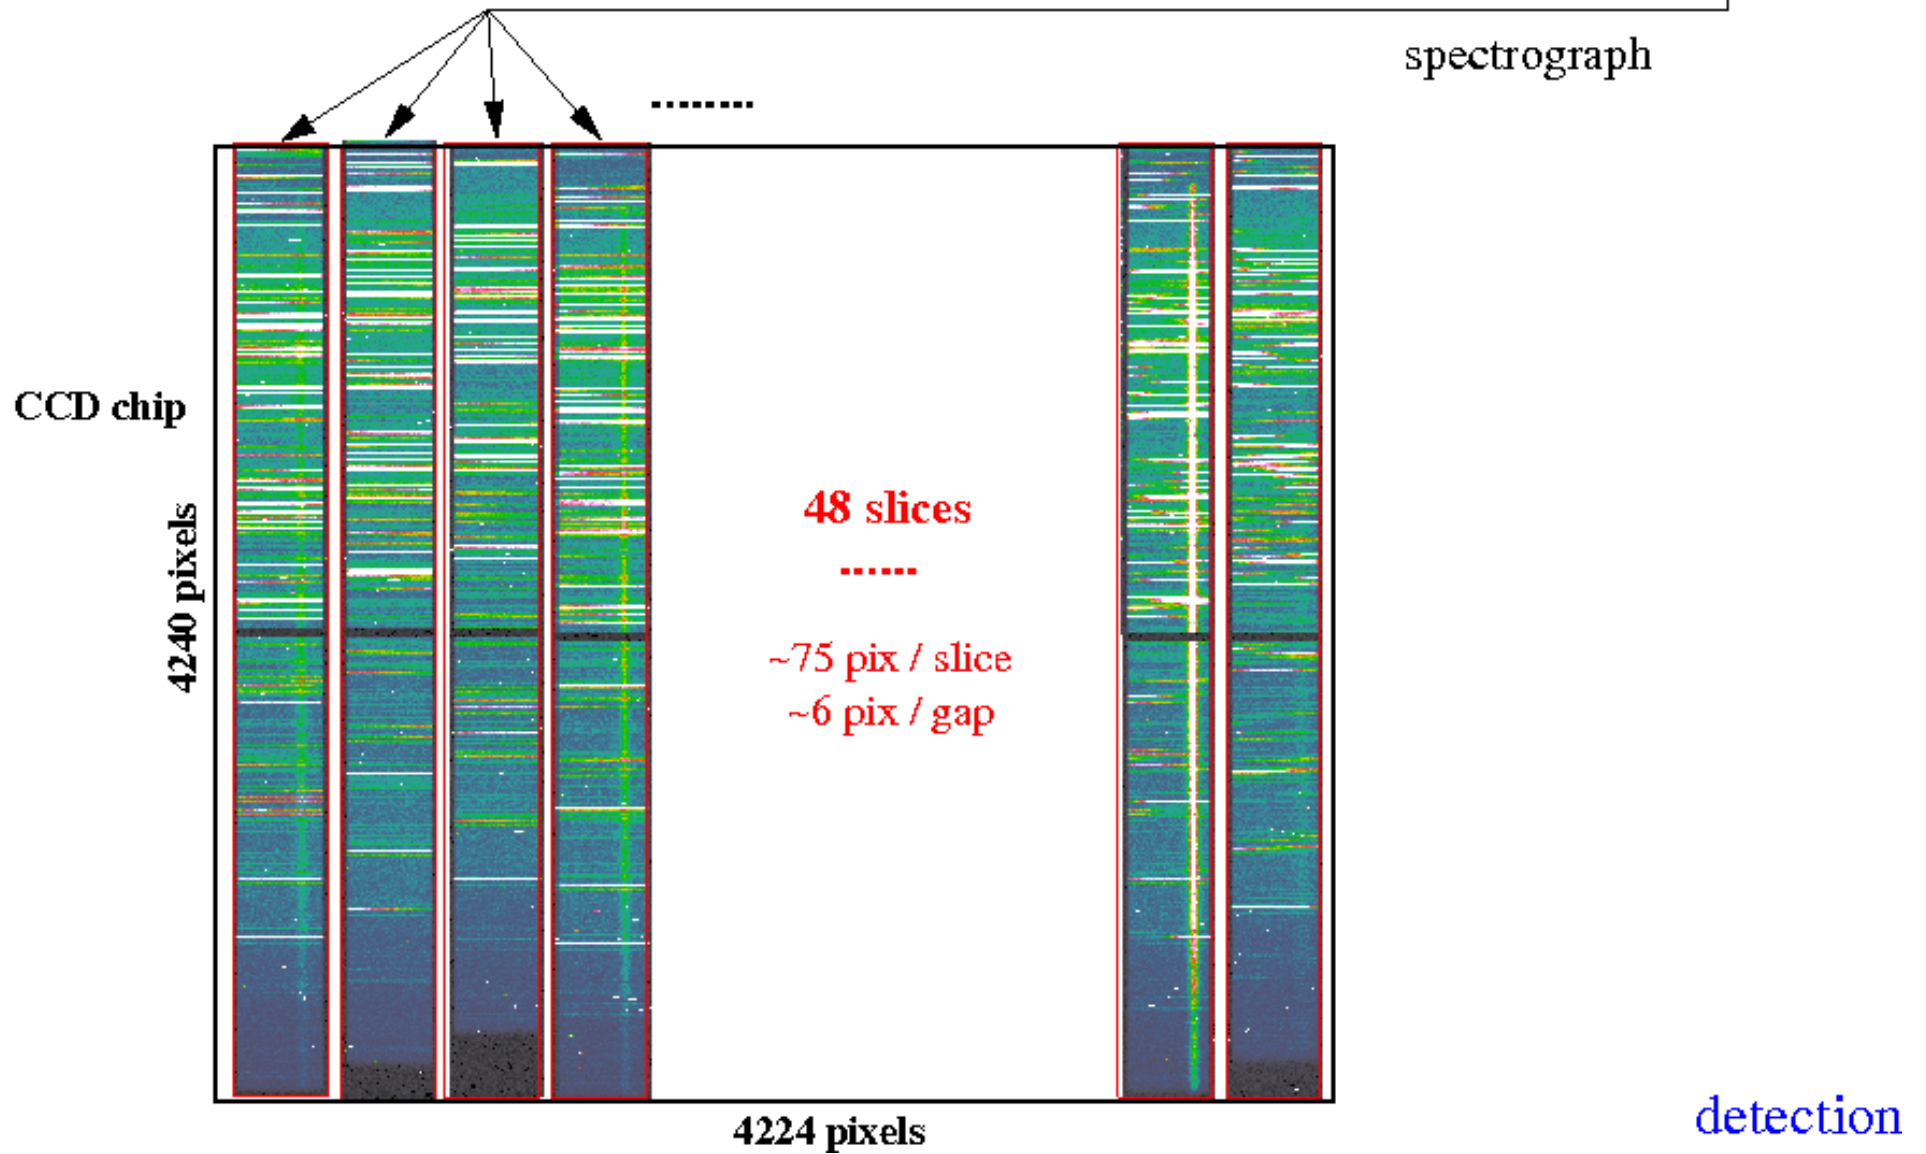 spectrograph
CCD chip
4240 pixels
48 slices
~75 pix / slice
~6 pix / gap
4224 pixels
detection